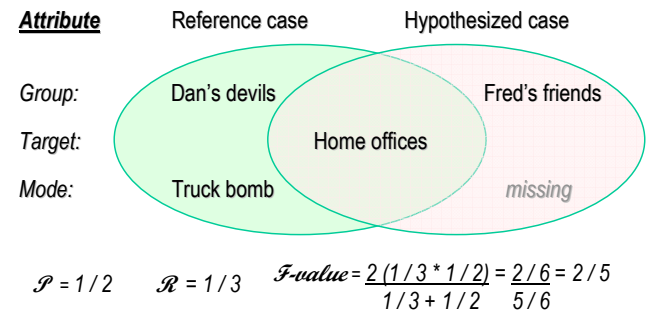 Attribute Reference case Hypothesized case
Group: Dan's devils Fred's friends
Target: Home offices
Mode: Truck bomb missing
𝒫 = 1 / 2 ℛ = 1 / 3 ℱ-value = 2 (1 / 3 * 1 / 2) = 2 / 6 = 2 / 5
1 / 3 + 1 / 2 5 / 6